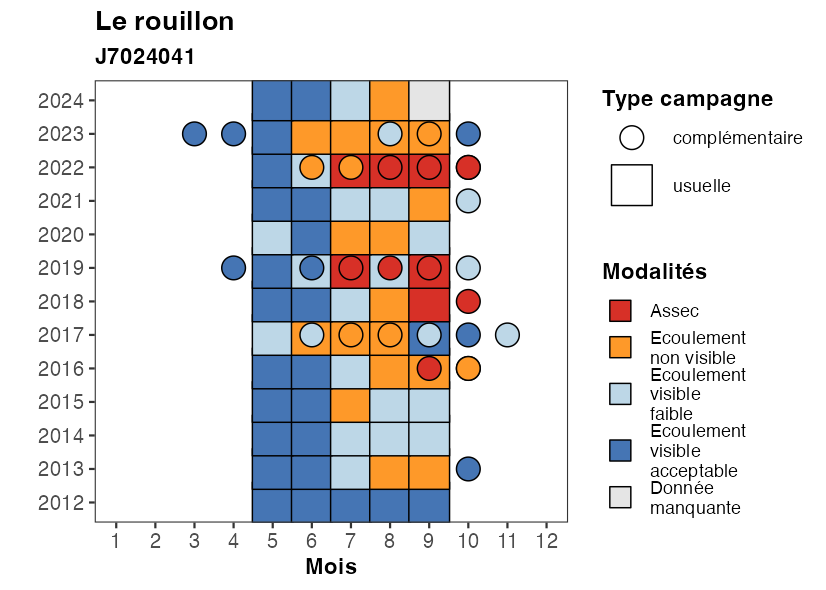 Le rouillon
J7024041
2024
2023
2022
2021
2020
2019
2018
2017
2016
2015
2014
2013
2012
1 2 3 4 5 6 7 8 9 10 11 12
Mois
Type campagne
complémentaire
usuelle
Modalités
Assec
Ecoulement
non visible
Ecoulement
visible
faible
Ecoulement
visible
acceptable
Donnée
manquante